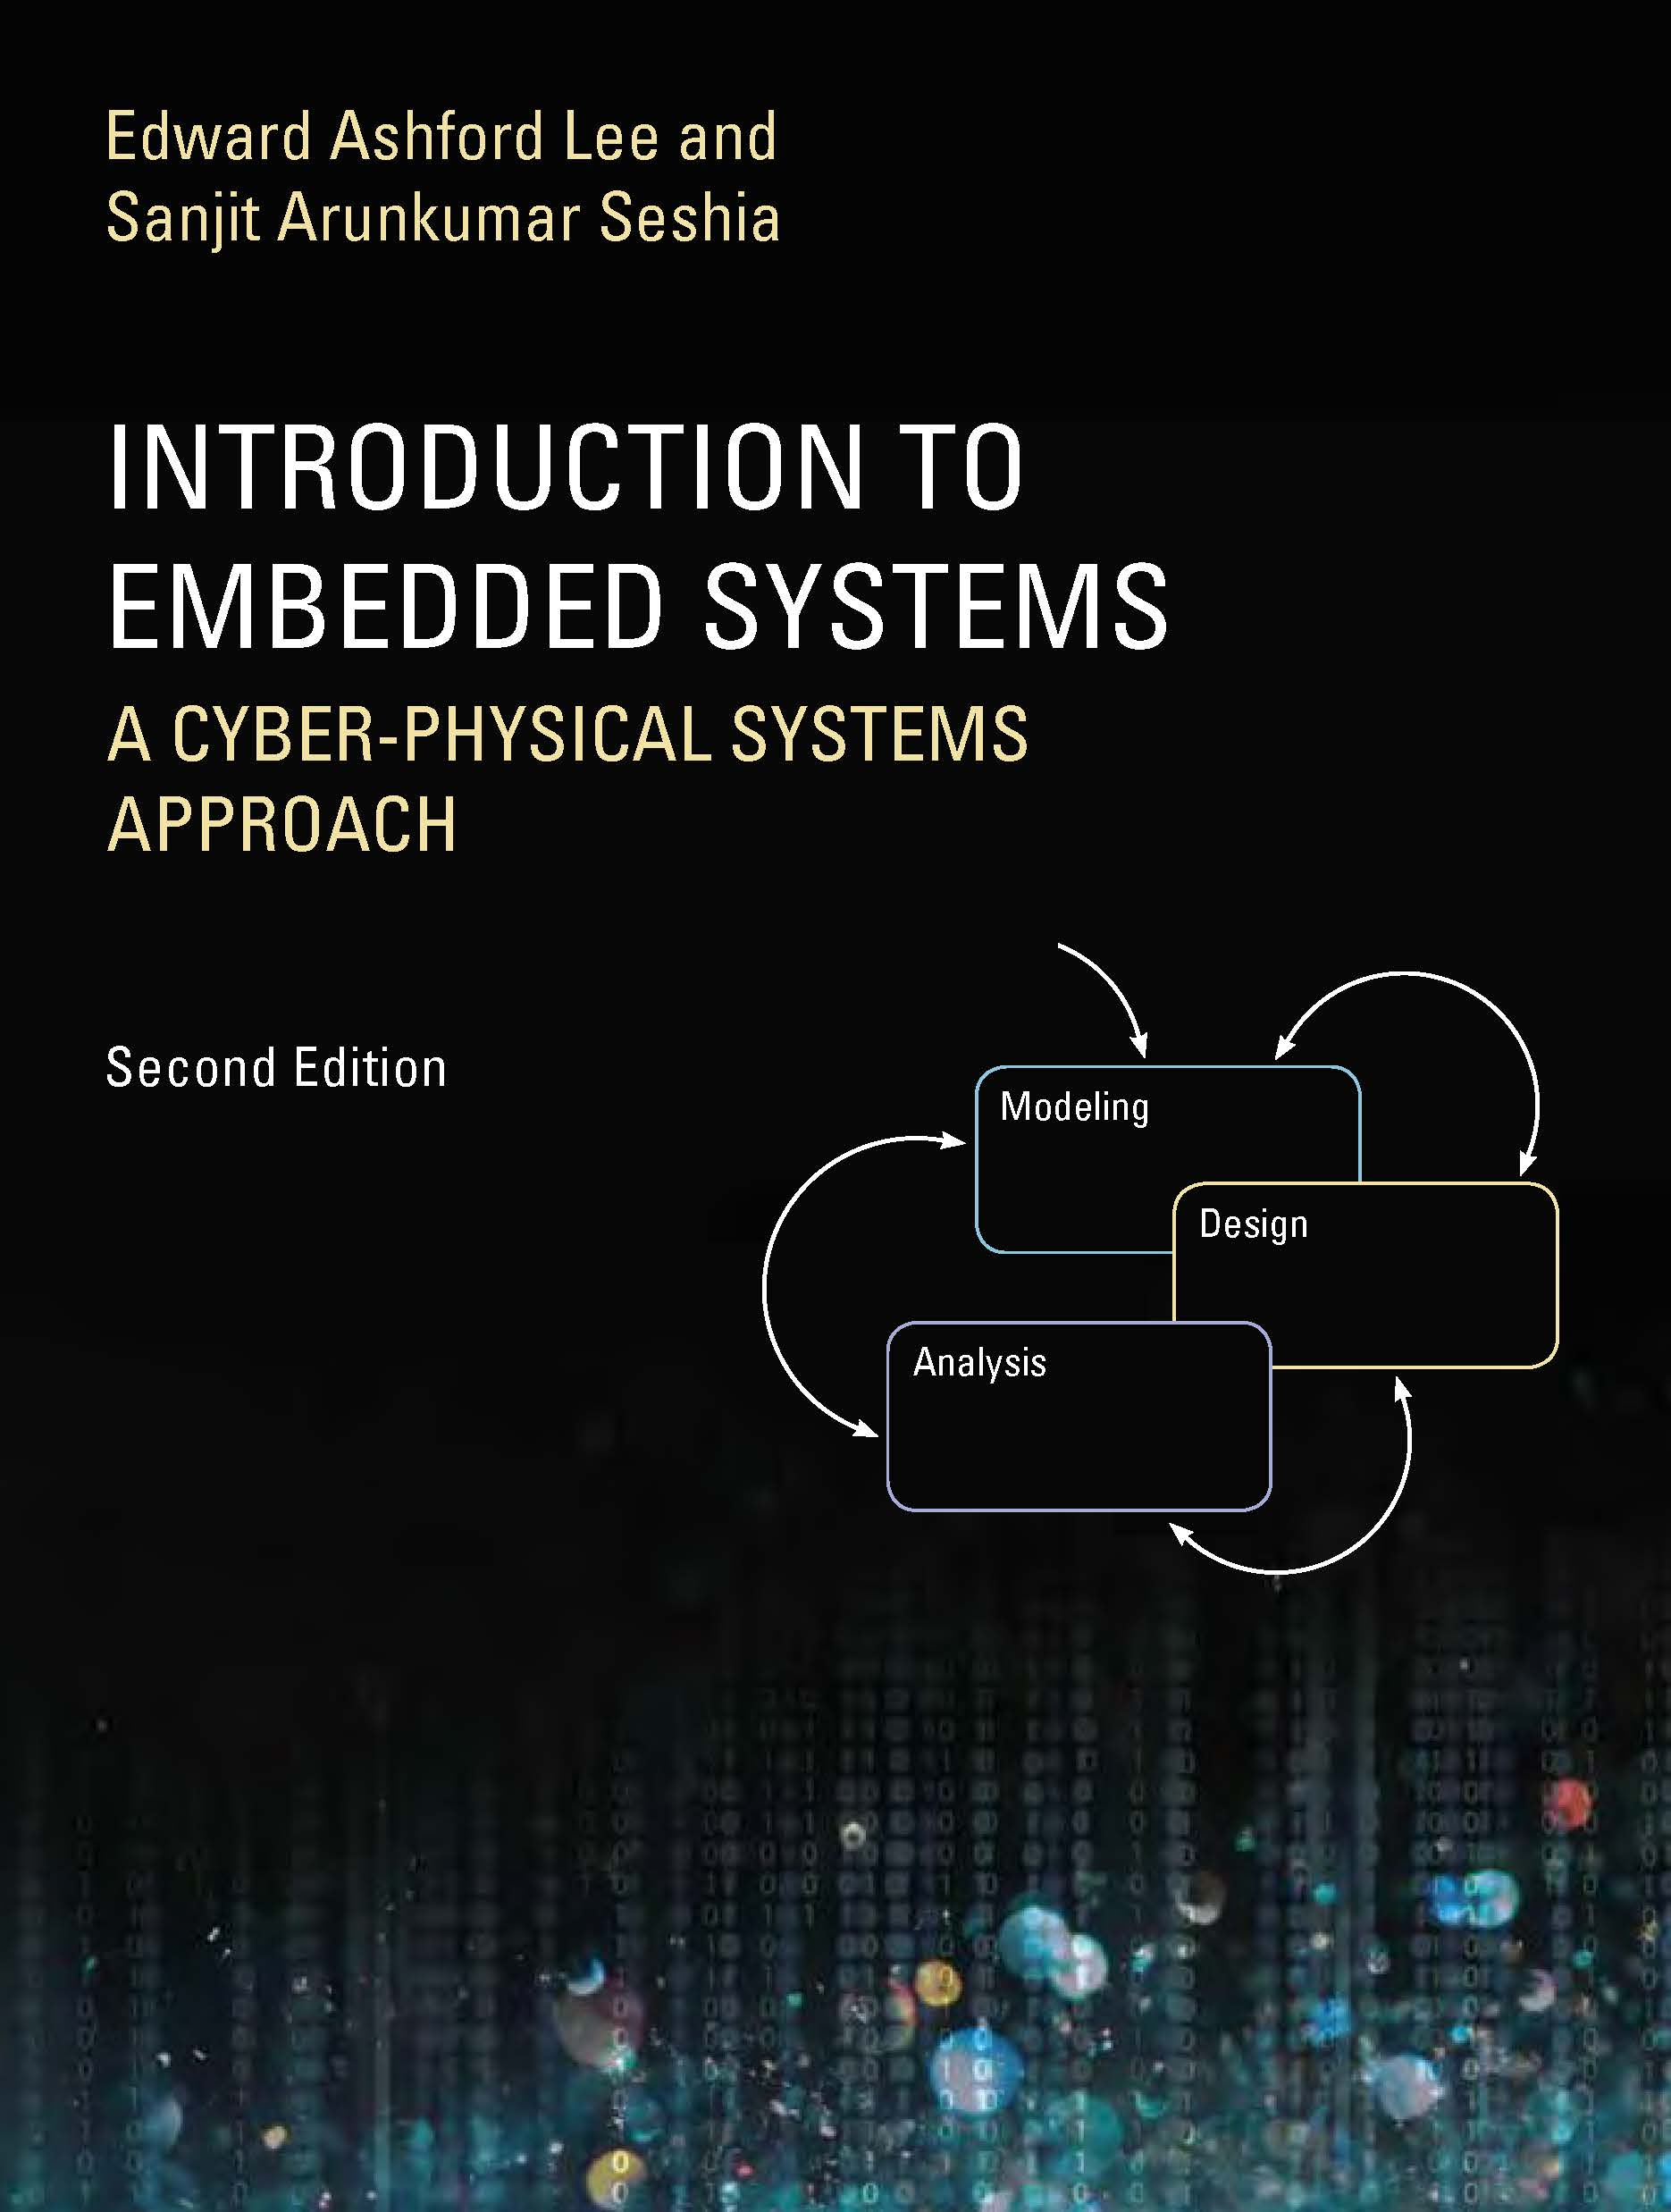 Edward Ashford Lee and
Sanjit Arunkumar Seshia
INTRODUCTION TO
EMBEDDED SYSTEMS
A CYBER-PHYSICAL SYSTEMS
APPROACH
Second Edition
Modeling
Design
Analysis